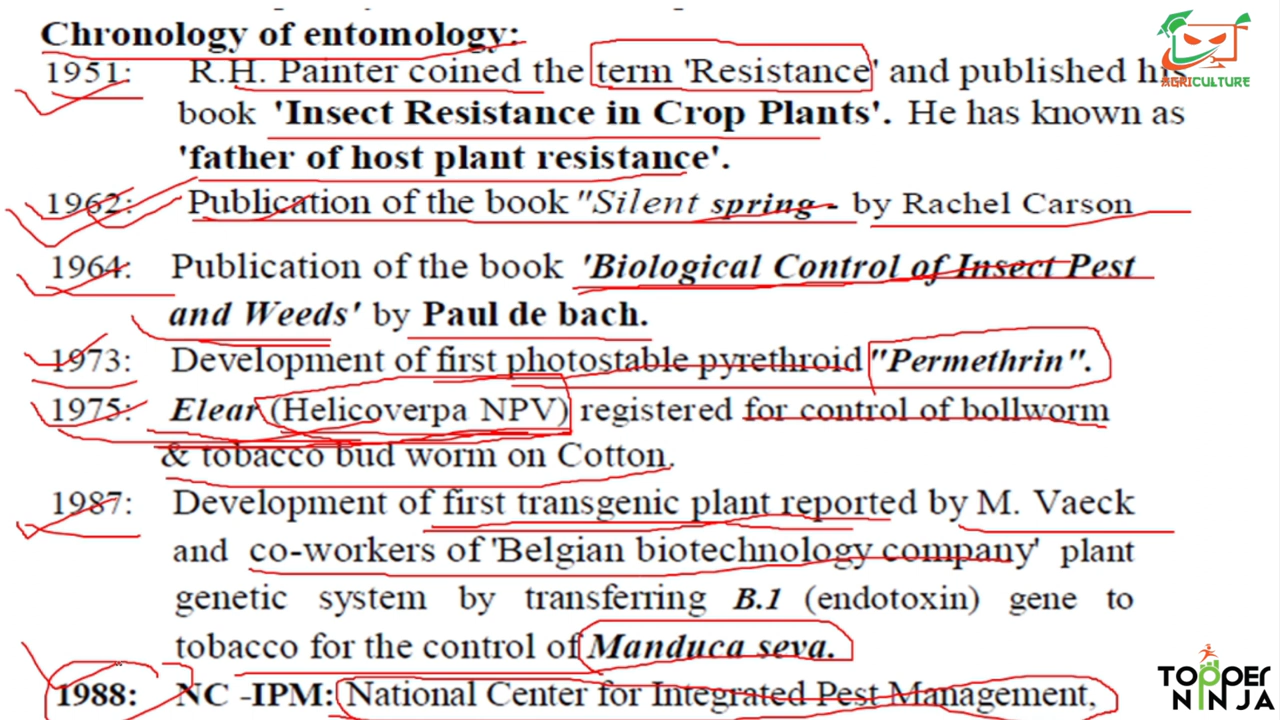 Chronology of entomology:
1951: R.H. Painter coined the term 'Resistance' and published his
book 'Insect Resistance in Crop Plants'. He has known as
'father of host plant resistance'.
1962: Publication of the book "Silent spring - by Rachel Carson
1964: Publication of the book 'Biological Control of Insect Pest
and Weeds' by Paul de bach.
1973: Development of first photostable pyrethroid "Permethrin".
1975: Elear (Helicoverpa NPV) registered for control of bollworm
& tobacco bud worm on Cotton.
1987: Development of first transgenic plant reported by M. Vaeck
and co-workers of 'Belgian biotechnology company' plant
genetic system by transferring B.1 (endotoxin) gene to
tobacco for the control of Manduca seva.
1988: NC -IPM: National Center for Integrated Pest Management,
AGRICULTURE
TOPPER
NINJA